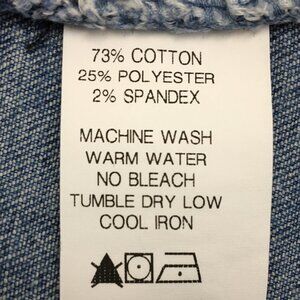 73% COTTON
25% POLYESTER
2% SPANDEX
MACHINE WASH
WARM WATER
NO BLEACH
TUMBLE DRY LOW
COOL IRON